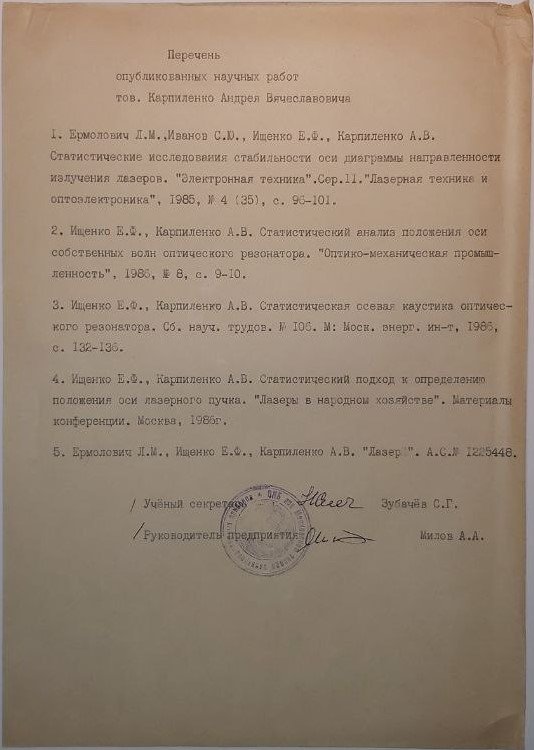 Перечень
опубликованных научных работ
тов. Карпиленко Андрея Вячеславовича
1. Ермолович Л.М.,Иванов С.Ю., Ищенко Е.Ф., Карпиленко А.В.
Статистические исследования стабильности оси диаграммы направленности
излучения лазеров. "Электронная техника".Сер.11."Лазерная техника и
оптоэлектроника", 1985, № 4 (35), с. 96-101.
2. Ищенко Е.Ф., Карпиленко А.В. Статистический анализ положения оси
собственных волн оптического резонатора. "Оптико-механическая промыш-
ленность", 1986, № 8, с. 9-10.
3. Ищенко Е.Ф., Карпиленко А.В. Статистическая осевая каустика оптичес-
кого резонатора. Сб. науч. трудов. № 106. М: Моск. энерг. ин-т, 1986,
с. 132-136.
4. Ищенко Е.Ф., Карпиленко А.В. Статистический подход к определению
положения оси лазерного пучка. "Лазеры в народном хозяйстве". Материалы
конференции. Москва, 1986г.
5. Ермолович Л.М., Ищенко Е.Ф., Карпиленко А.В. "Лазер". А.С.№ 1225448.
/ Учёный секретарь Зубачёв С.Г.
/ Руководитель предприятия Милов А.А.